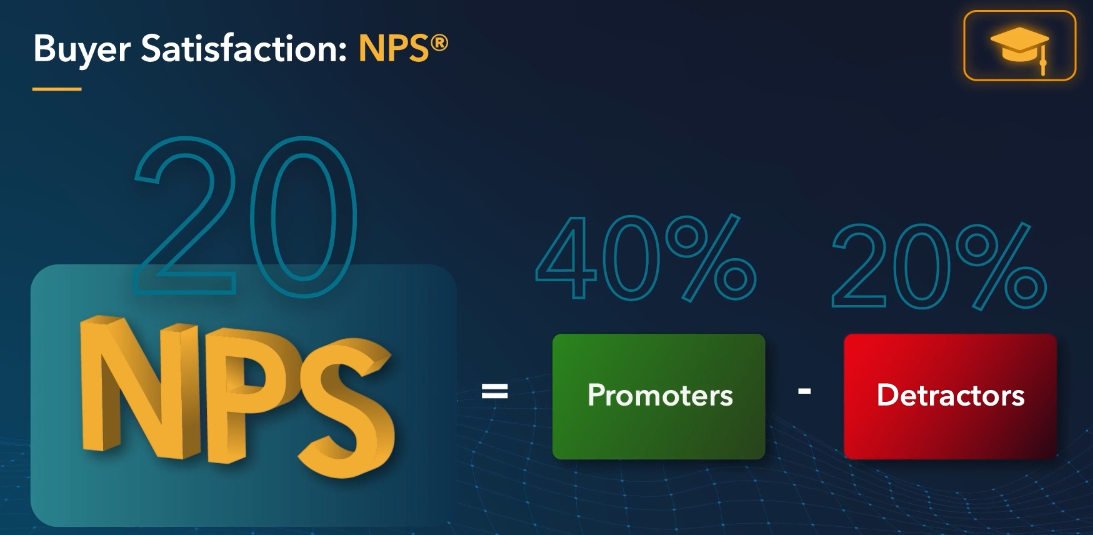 Buyer Satisfaction: NPS®
20
40%
20%
NPS
=
Promoters
-
Detractors